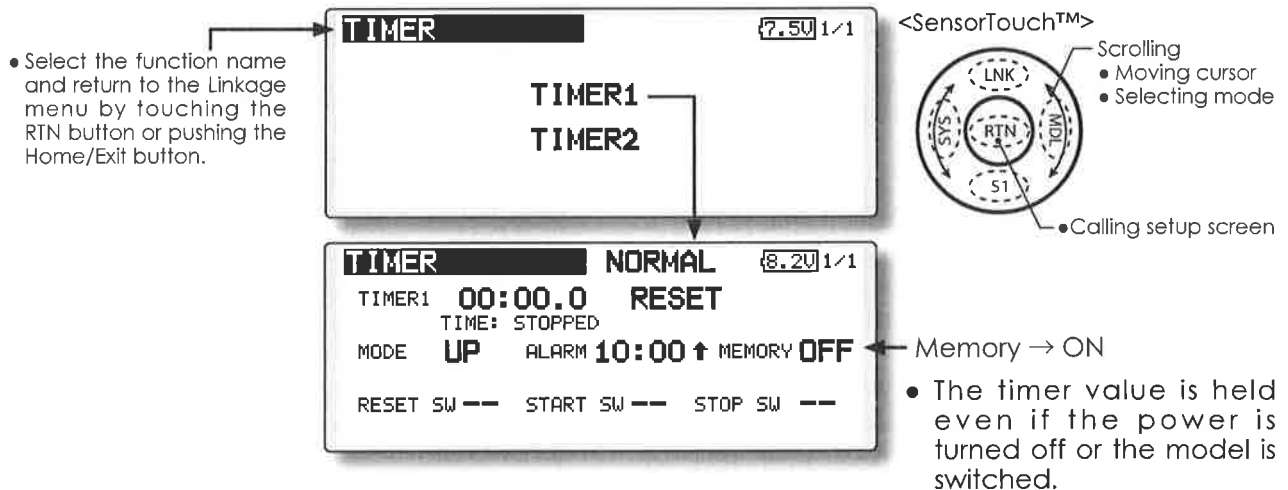 • Select the function name
and return to the Linkage
menu by touching the
RTN button or pushing the
Home/Exit button.
TIMER 7.5V 1/1
TIMER1
TIMER2
<SensorTouch™>
Scrolling
• Moving cursor
• Selecting mode
LNK
SYS
RTN
MDL
S1
•Calling setup screen
TIMER NORMAL 8.2V 1/1
TIMER1 00:00.0 RESET
TIME: STOPPED
MODE UP ALARM 10:00↑ MEMORY OFF
RESET SW -- START SW -- STOP SW --
Memory → ON
• The timer value is held
even if the power is
turned off or the model is
switched.